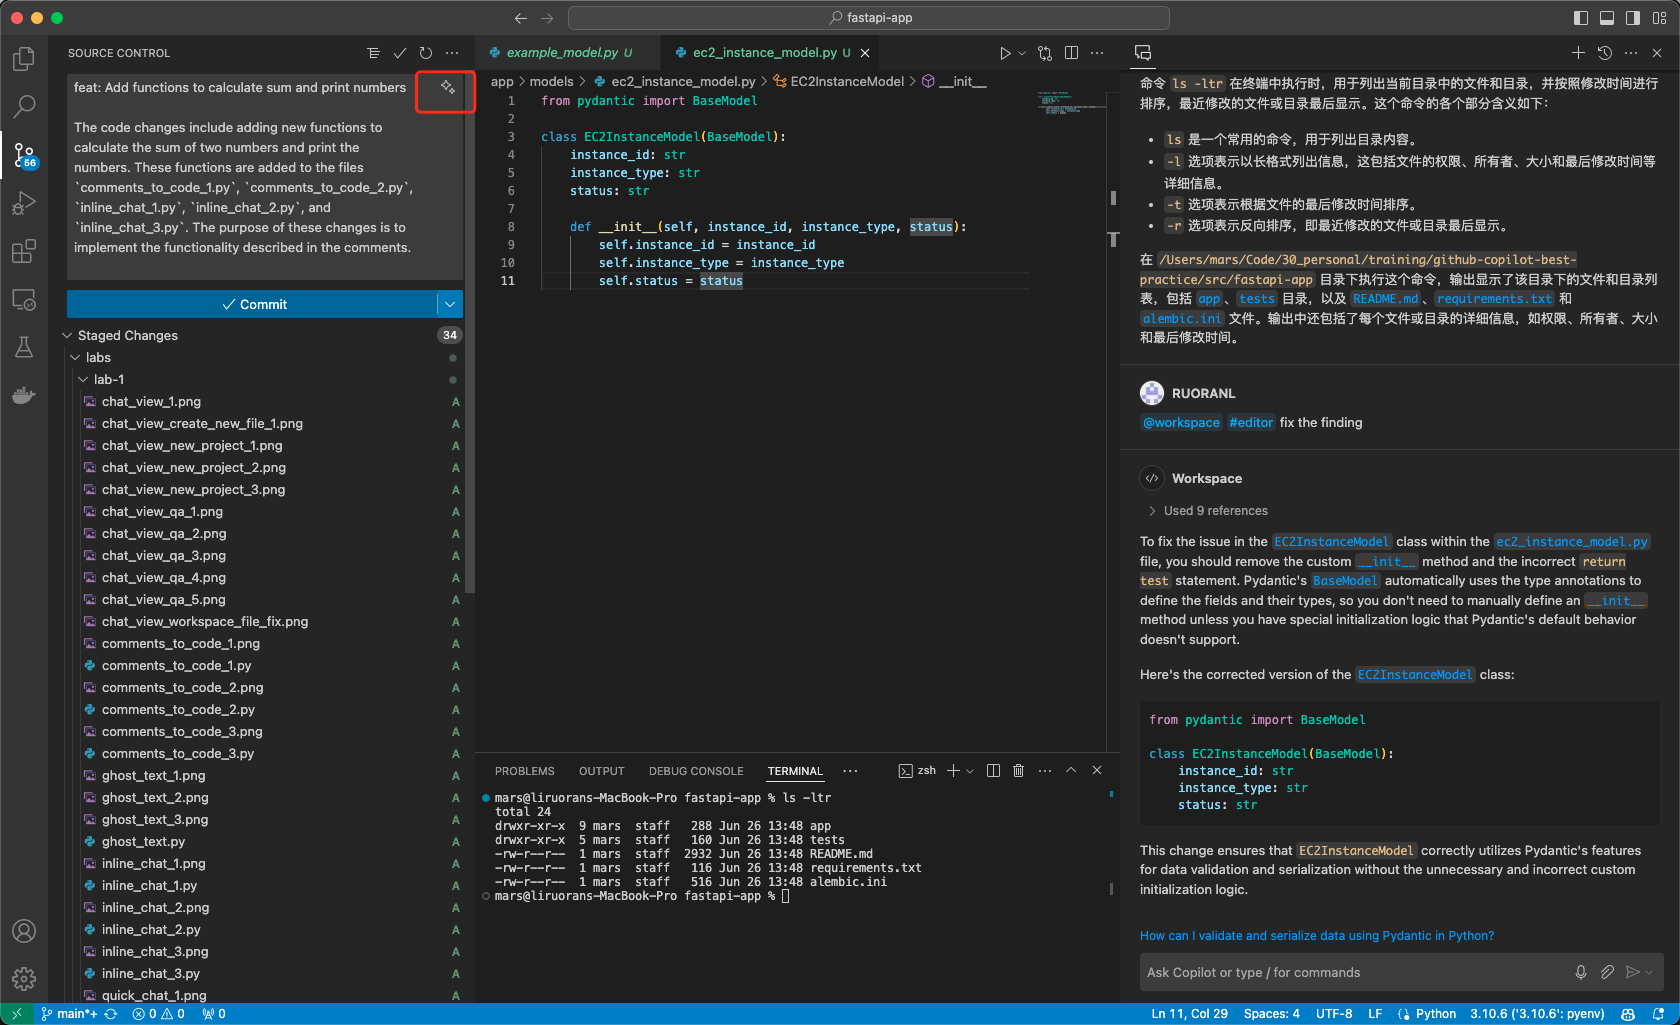 fastapi-app
SOURCE CONTROL
feat: Add functions to calculate sum and print numbers
The code changes include adding new functions to
calculate the sum of two numbers and print the
numbers. These functions are added to the files
`comments_to_code_1.py`, `comments_to_code_2.py`,
`inline_chat_1.py`, `inline_chat_2.py`, and
`inline_chat_3.py`. The purpose of these changes is to
implement the functionality described in the comments.
56
Commit
Staged Changes 34
labs
lab-1
chat_view_1.png A
chat_view_create_new_file_1.png A
chat_view_new_project_1.png A
chat_view_new_project_2.png A
chat_view_new_project_3.png A
chat_view_qa_1.png A
chat_view_qa_2.png A
chat_view_qa_3.png A
chat_view_qa_4.png A
chat_view_qa_5.png A
chat_view_workspace_file_fix.png A
comments_to_code_1.png A
comments_to_code_1.py A
comments_to_code_2.png A
comments_to_code_2.py A
comments_to_code_3.png A
comments_to_code_3.py A
ghost_text_1.png A
ghost_text_2.png A
ghost_text_3.png A
ghost_text.py A
inline_chat_1.png A
inline_chat_1.py A
inline_chat_2.png A
inline_chat_2.py A
inline_chat_3.png A
inline_chat_3.py A
quick_chat_1.png A
example_model.py U
ec2_instance_model.py U
app > models > ec2_instance_model.py > EC2InstanceModel > __init__
1 from pydantic import BaseModel
2
3 class EC2InstanceModel(BaseModel):
4 instance_id: str
5 instance_type: str
6 status: str
7
8 def __init__(self, instance_id, instance_type, status):
9 self.instance_id = instance_id
10 self.instance_type = instance_type
11 self.status = status
PROBLEMS OUTPUT DEBUG CONSOLE TERMINAL zsh
mars@liruorans-MacBook-Pro fastapi-app % ls -ltr
total 24
drwxr-xr-x 9 mars staff 288 Jun 26 13:48 app
drwxr-xr-x 5 mars staff 160 Jun 26 13:48 tests
-rw-r--r-- 1 mars staff 2932 Jun 26 13:48 README.md
-rw-r--r-- 1 mars staff 116 Jun 26 13:48 requirements.txt
-rw-r--r-- 1 mars staff 516 Jun 26 13:48 alembic.ini
mars@liruorans-MacBook-Pro fastapi-app %
命令 ls -ltr 在终端中执行时，用于列出当前目录中的文件和目录，并按照修改时间进行
排序，最近修改的文件或目录最后显示。这个命令的各个部分含义如下：
• ls 是一个常用的命令，用于列出目录内容。
• -l 选项表示以长格式列出信息，这包括文件的权限、所有者、大小和最后修改时间等
详细信息。
• -t 选项表示根据文件的最后修改时间排序。
• -r 选项表示反向排序，即最近修改的文件或目录最后显示。
在 /Users/mars/Code/30_personal/training/github-copilot-best-
practice/src/fastapi-app 目录下执行这个命令，输出显示了该目录下的文件和目录列
表，包括 app、tests 目录，以及 README.md、requirements.txt 和
alembic.ini 文件。输出中还包括了每个文件或目录的详细信息，如权限、所有者、大小
和最后修改时间。
RUORANL
@workspace #editor fix the finding
Workspace
Used 9 references
To fix the issue in the EC2InstanceModel class within the ec2_instance_model.py
file, you should remove the custom __init__ method and the incorrect return
test statement. Pydantic's BaseModel automatically uses the type annotations to
define the fields and their types, so you don't need to manually define an __init__
method unless you have special initialization logic that Pydantic's default behavior
doesn't support.
Here's the corrected version of the EC2InstanceModel class:
from pydantic import BaseModel
class EC2InstanceModel(BaseModel):
instance_id: str
instance_type: str
status: str
This change ensures that EC2InstanceModel correctly utilizes Pydantic's features
for data validation and serialization without the unnecessary and incorrect custom
initialization logic.
How can I validate and serialize data using Pydantic in Python?
Ask Copilot or type / for commands
main*+ 0 0 0 Ln 11, Col 29 Spaces: 4 UTF-8 LF Python 3.10.6 ('3.10.6': pyenv)